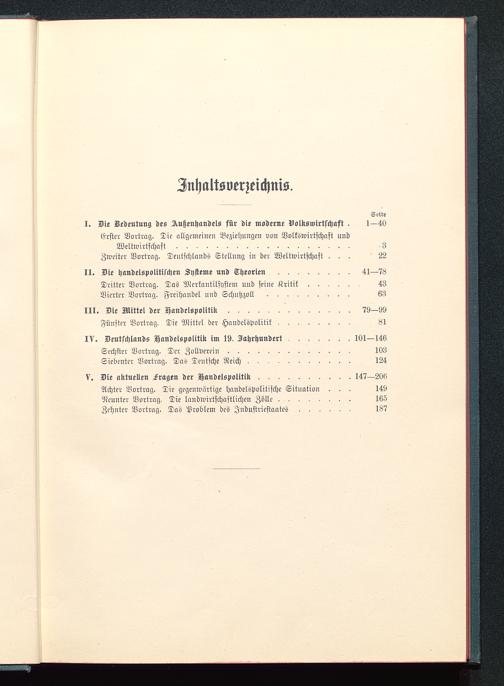 Inhaltsverzeichnis.
Seite
I. Die Bedeutung des Außenhandels für die moderne Volkswirtschaft . 1—40
Erster Vortrag. Die allgemeinen Beziehungen von Volkswirtschaft und
Weltwirtschaft . . . . . . . . . . . . . . . . . . 3
Zweiter Vortrag. Deutschlands Stellung in der Weltwirtschaft . . . 22
II. Die handelspolitischen Systeme und Theorien . . . . . . . . 41—78
Dritter Vortrag. Das Merkantilsystem und seine Kritik . . . . . 43
Vierter Vortrag. Freihandel und Schutzzoll . . . . . . . . . 63
III. Die Mittel der Handelspolitik . . . . . . . . . . . . . 79—99
Fünfter Vortrag. Die Mittel der Handelspolitik . . . . . . . . 81
IV. Deutschlands Handelspolitik im 19. Jahrhundert . . . . . . . 101—146
Sechster Vortrag. Der Zollverein . . . . . . . . . . . . . 103
Siebenter Vortrag. Das Deutsche Reich . . . . . . . . . . . 124
V. Die aktuellen Fragen der Handelspolitik . . . . . . . . . . 147—206
Achter Vortrag. Die gegenwärtige handelspolitische Situation . . . 149
Neunter Vortrag. Die landwirtschaftlichen Zölle . . . . . . . . 165
Zehnter Vortrag. Das Problem des Industriestaates . . . . . . 187